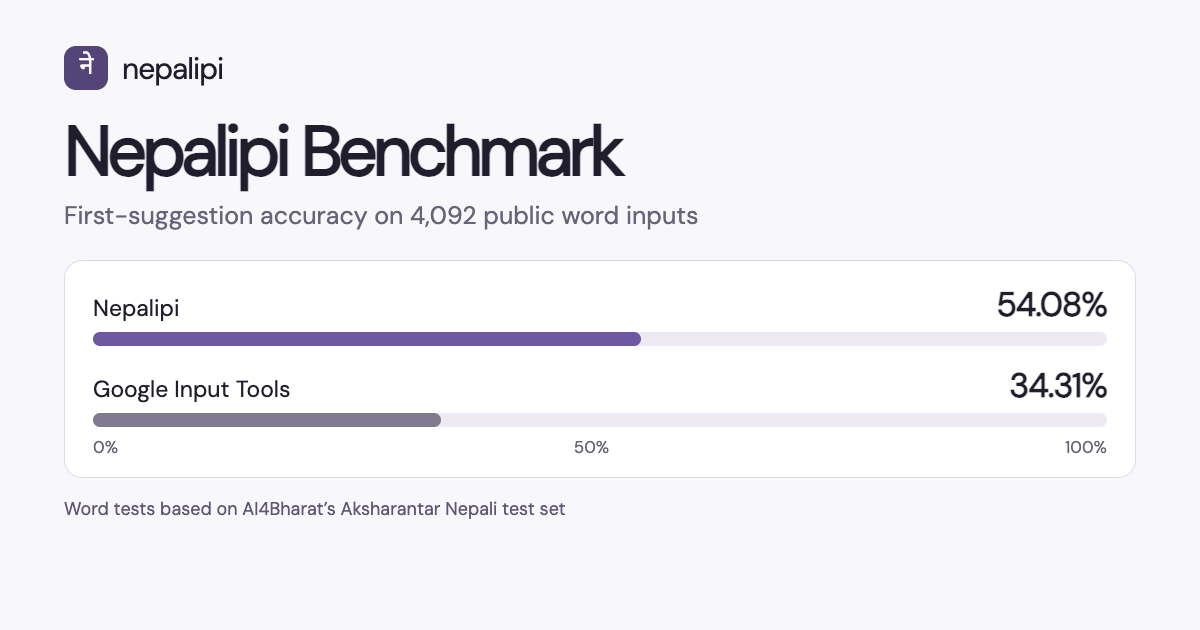 ने nepalipi
Nepalipi Benchmark
First-suggestion accuracy on 4,092 public word inputs
Nepalipi 54.08%
Google Input Tools 34.31%
0% 50% 100%
Word tests based on AI4Bharat’s Aksharantar Nepali test set